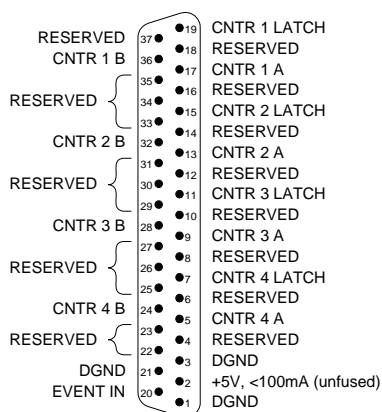 19 CNTR 1 LATCH
RESERVED 37
18 RESERVED
CNTR 1 B 36
17 CNTR 1 A
35
16 RESERVED
RESERVED 34
15 CNTR 2 LATCH
33
14 RESERVED
CNTR 2 B 32
13 CNTR 2 A
31
12 RESERVED
RESERVED 30
11 CNTR 3 LATCH
29
10 RESERVED
CNTR 3 B 28
9 CNTR 3 A
27
8 RESERVED
RESERVED 26
7 CNTR 4 LATCH
25
6 RESERVED
CNTR 4 B 24
5 CNTR 4 A
23
RESERVED
4 RESERVED
22
3 DGND
DGND 21
2 +5V, <100mA (unfused)
EVENT IN 20
1 DGND